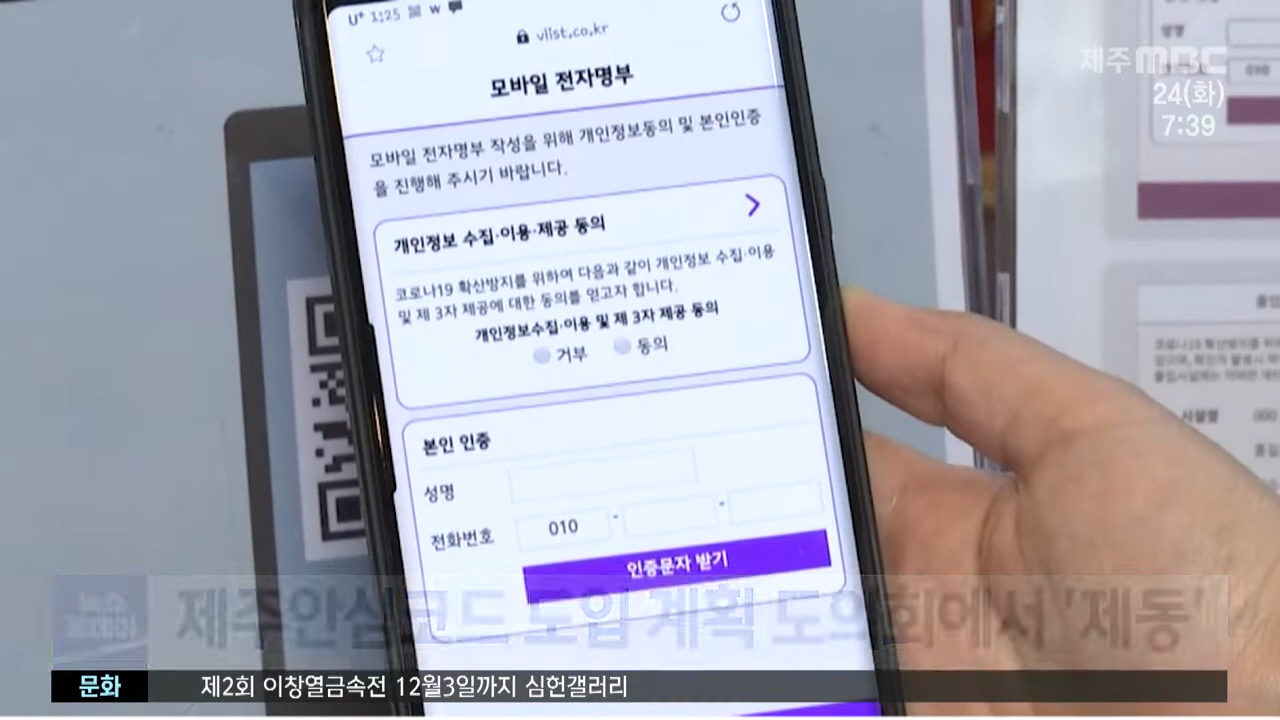 U+ 1:25
vlist.co.kr
모바일 전자명부
모바일 전자명부 작성을 위해 개인정보동의 및 본인인증
을 진행해 주시기 바랍니다.
개인정보 수집·이용·제공 동의
코로나19 확산방지를 위하여 다음과 같이 개인정보 수집·이용
및 제 3자 제공에 대한 동의를 얻고자 합니다.
개인정보수집·이용 및 제 3자 제공 동의
거부 동의
본인 인증
성명
전화번호 010 - -
인증문자 받기
제주MBC
24(화)
7:39
성명
010
시설명 000
제주안심코드 도입 계획 도의회에서 '제동'
문화 제2회 이창열금속전 12월3일까지 심헌갤러리